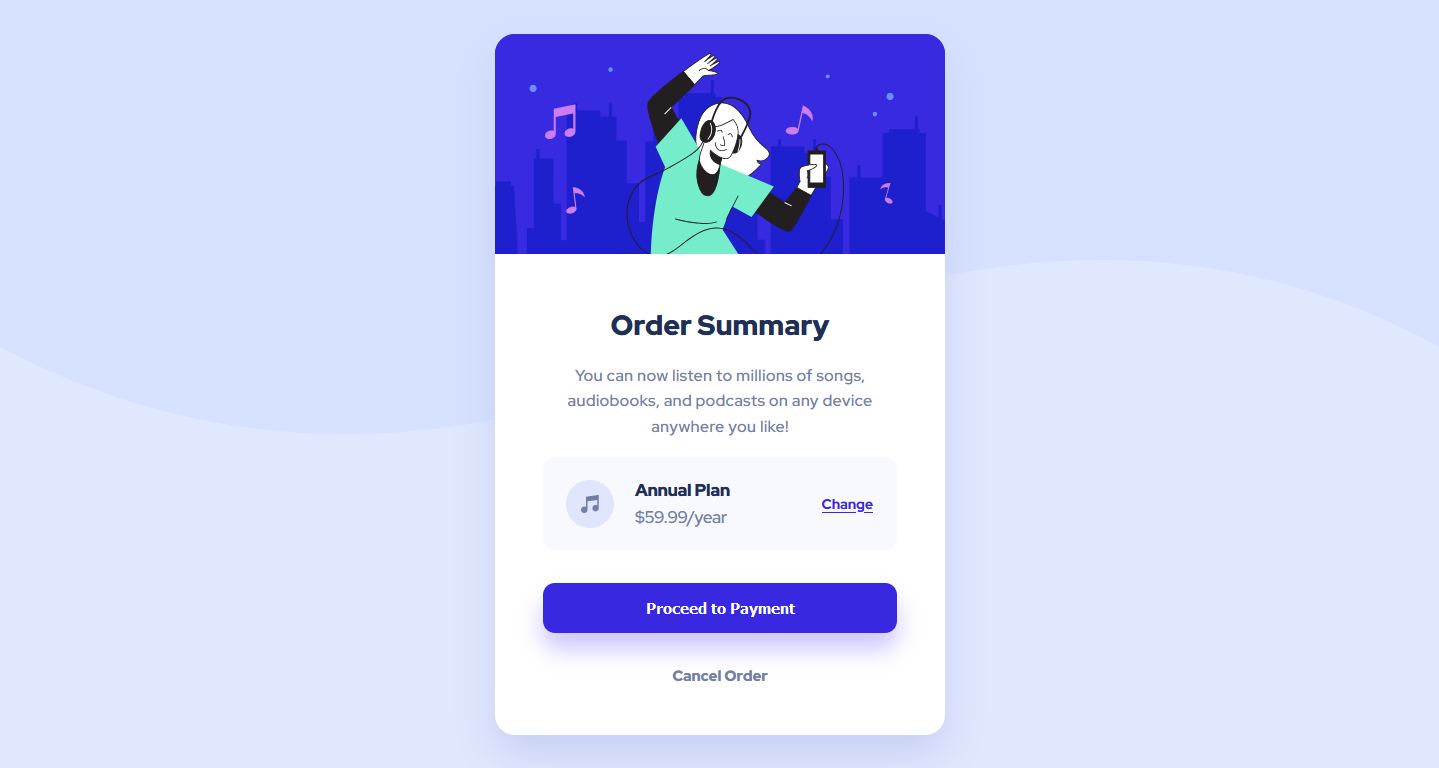 Order Summary
You can now listen to millions of songs,
audiobooks, and podcasts on any device
anywhere you like!
Annual Plan
$59.99/year
Change
Proceed to Payment
Cancel Order